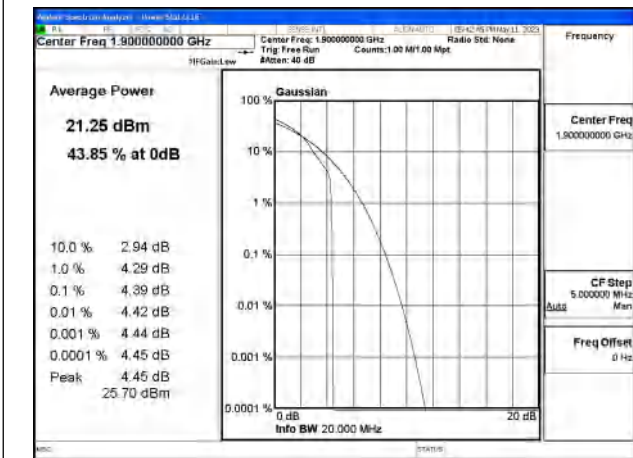 Center Freq 1.900000000 GHz
Center Freq: 1.900000000 GHz
Radio Std: None
Trig: Free Run
Counts:1.00 M/1.00 Mpt
#IFGain:Low
#Atten: 40 dB
Frequency
Average Power
21.25 dBm
43.85 % at 0dB
10.0 % 2.94 dB
1.0 % 4.29 dB
0.1 % 4.39 dB
0.01 % 4.42 dB
0.001 % 4.44 dB
0.0001 % 4.45 dB
Peak 4.45 dB
25.70 dBm
Gaussian
100 %
10 %
1 %
0.1 %
0.01 %
0.001 %
0.0001 %
0 dB
20 dB
Info BW 20.000 MHz
Center Freq
1.900000000 GHz
CF Step
5.000000 MHz
Auto Man
Freq Offset
0 Hz
MSG
STATUS